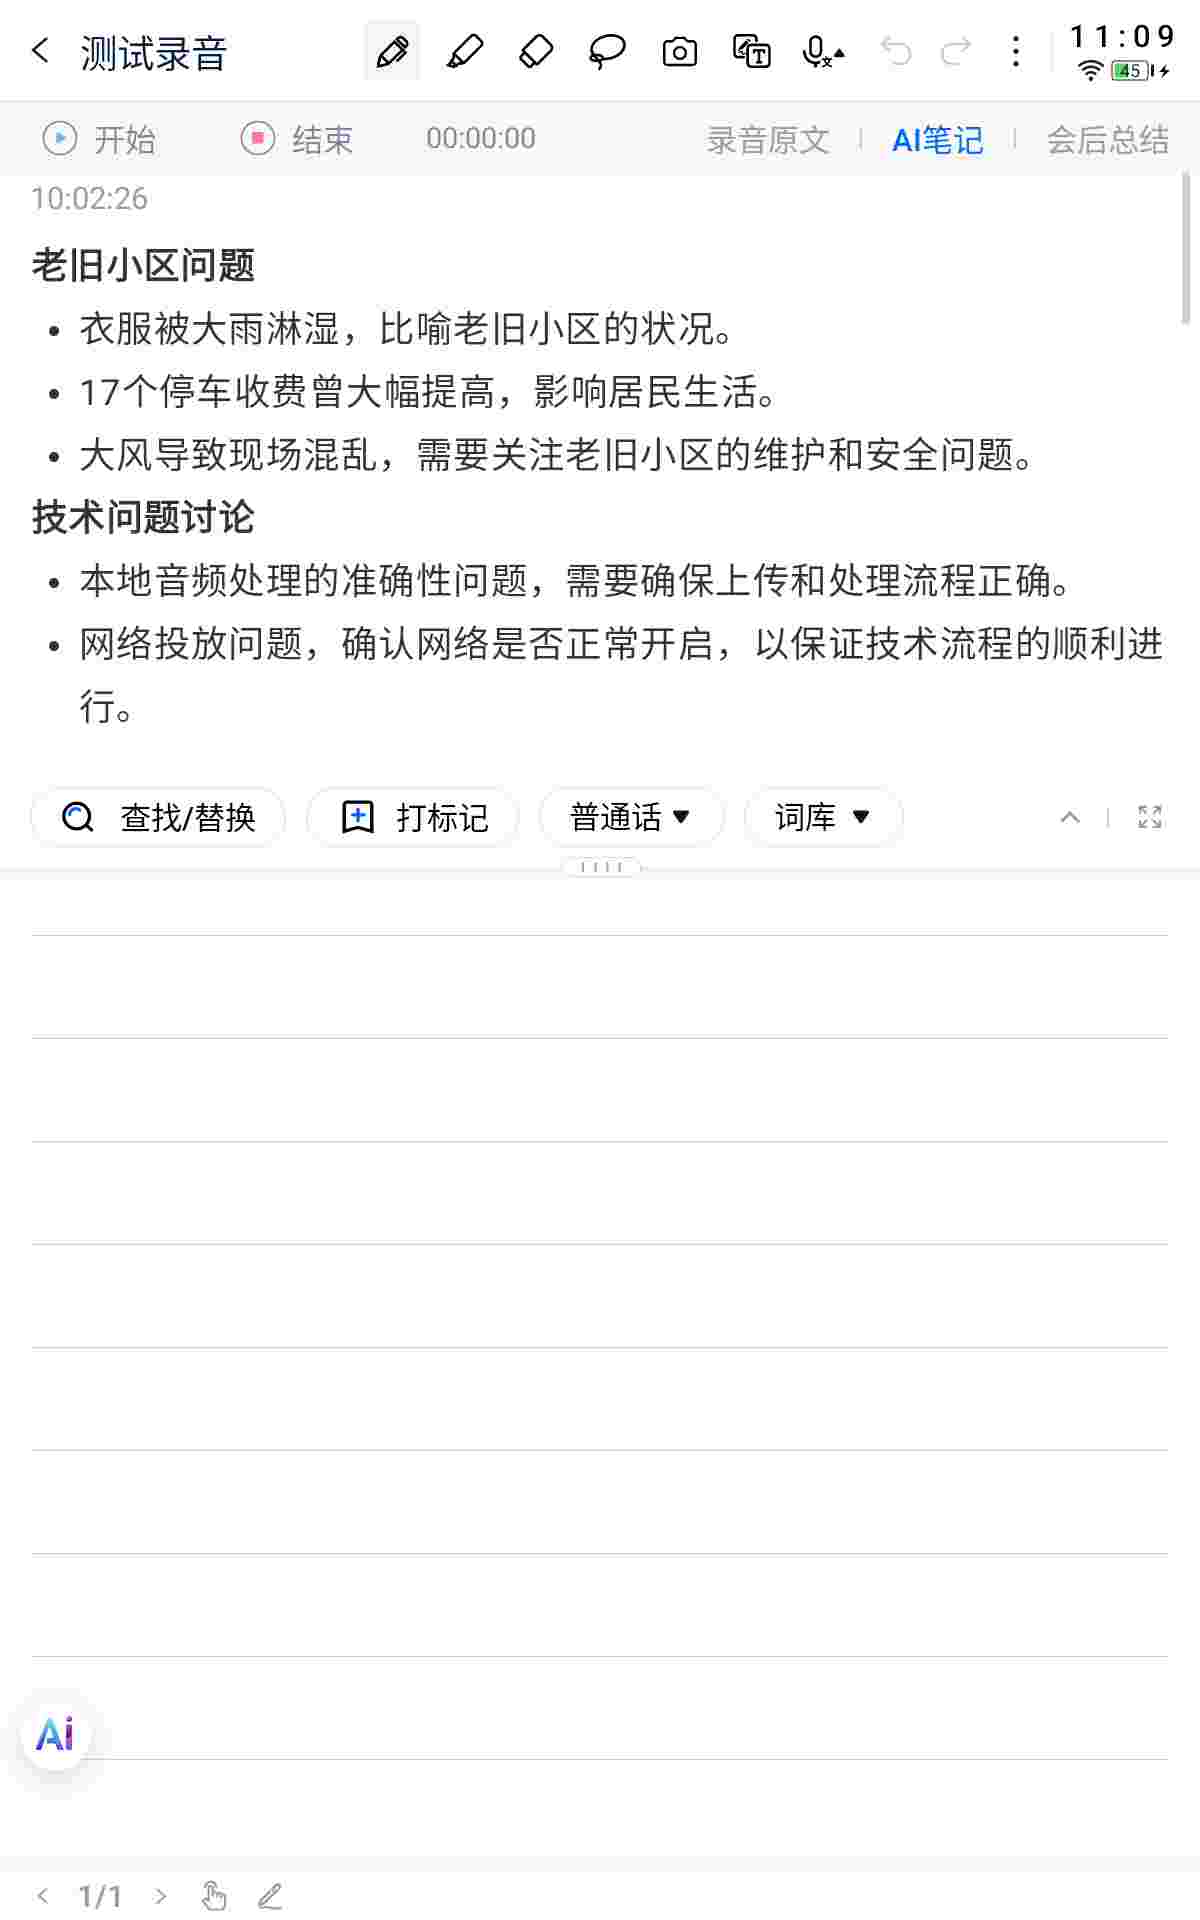 测试录音
11:09
45
开始 结束 00:00:00 录音原文 AI笔记 会后总结
10:02:26
老旧小区问题
• 衣服被大雨淋湿，比喻老旧小区的状况。
• 17个停车收费曾大幅提高，影响居民生活。
• 大风导致现场混乱，需要关注老旧小区的维护和安全问题。
技术问题讨论
• 本地音频处理的准确性问题，需要确保上传和处理流程正确。
• 网络投放问题，确认网络是否正常开启，以保证技术流程的顺利进
行。
查找/替换 打标记 普通话 词库
Ai
1/1